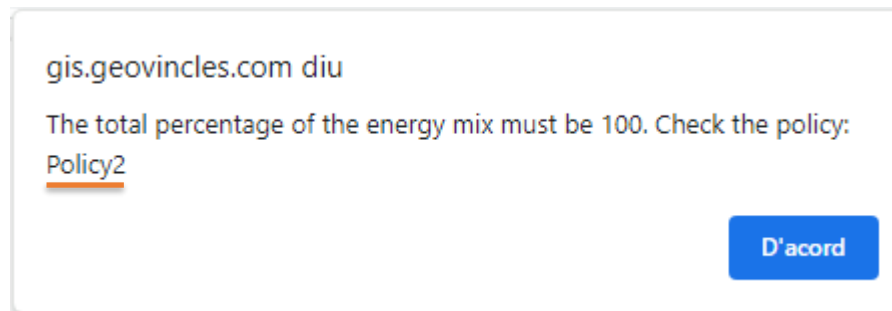 gis.geovincles.com diu
The total percentage of the energy mix must be 100. Check the policy:
Policy2
D'acord